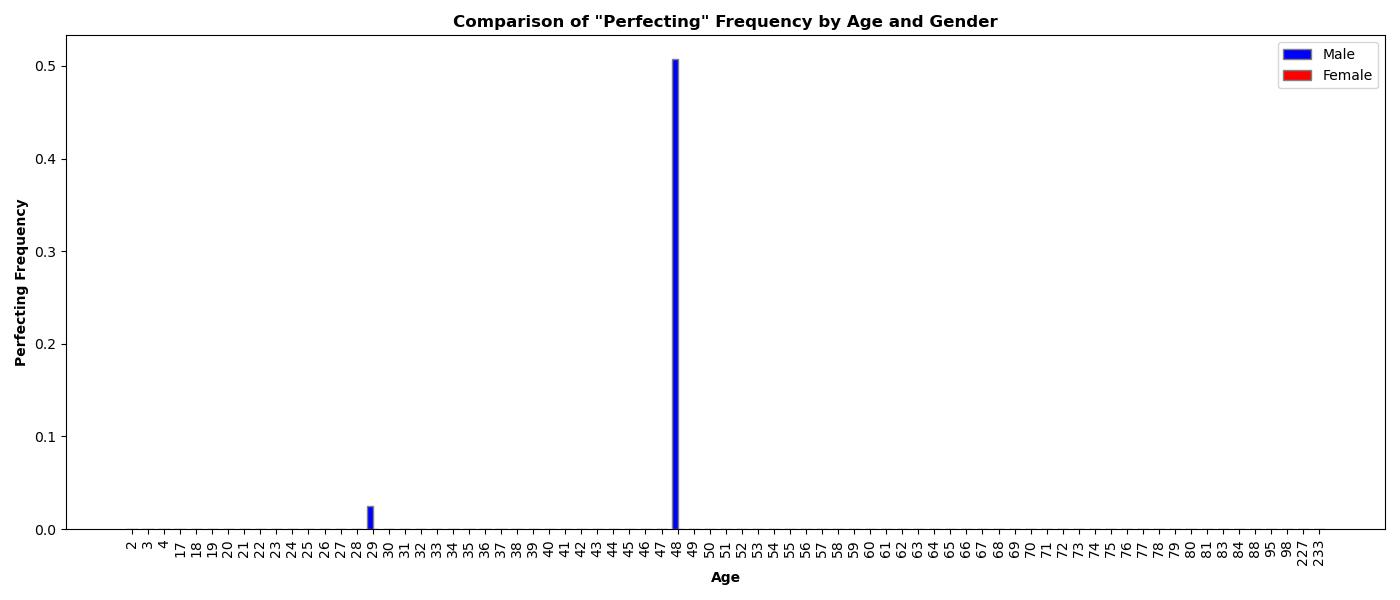 Comparison of "Perfecting" Frequency by Age and Gender
Male
Female
Perfecting Frequency
0.5
0.4
0.3
0.2
0.1
0.0
2 3 4 17 18 19 20 21 22 23 24 25 26 27 28 29 30 31 32 33 34 35 36 37 38 39 40 41 42 43 44 45 46 47 48 49 50 51 52 53 54 55 56 57 58 59 60 61 62 63 64 65 66 67 68 69 70 71 72 73 74 75 76 77 78 79 80 81 83 84 88 95 98 227 233
Age